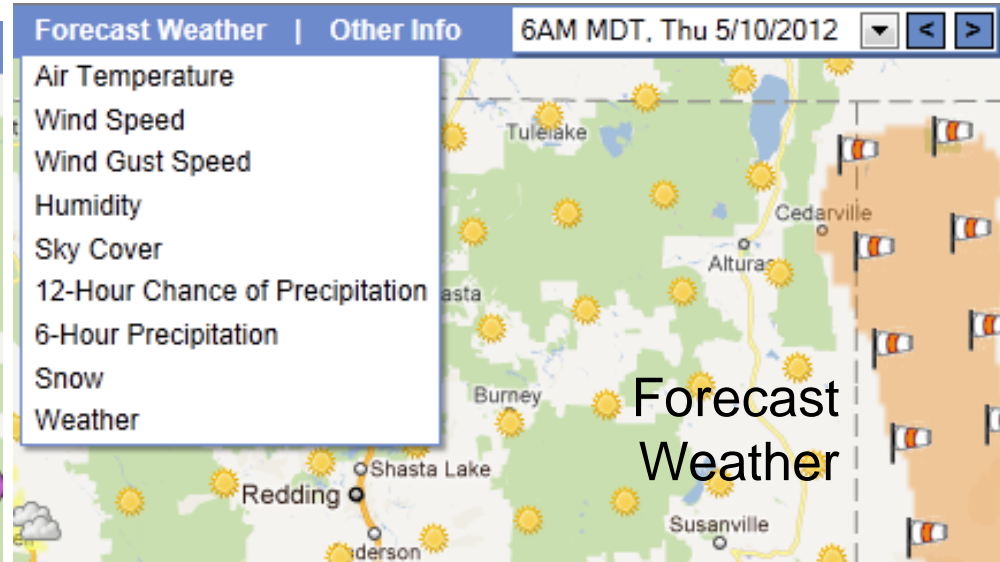 Forecast Weather | Other Info
6AM MDT, Thu 5/10/2012
< >
Air Temperature
Wind Speed
Wind Gust Speed
Humidity
Sky Cover
12-Hour Chance of Precipitation
6-Hour Precipitation
Snow
Weather
Tulelake
Cedarville
Alturas
asta
Burney
Forecast
Weather
Shasta Lake
Redding
Susanville
derson